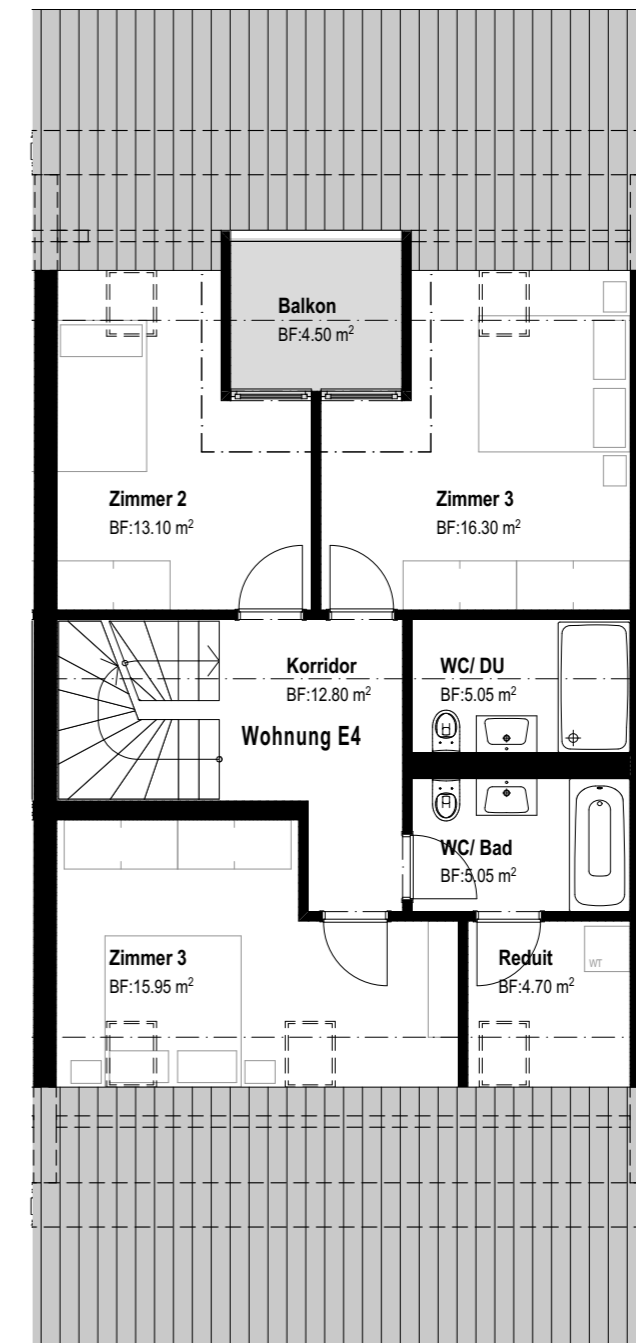 Balkon
BF:4.50 m²
Zimmer 2
BF:13.10 m²
Zimmer 3
BF:16.30 m²
Korridor
BF:12.80 m²
WC/ DU
BF:5.05 m²
Wohnung E4
WC/ Bad
BF:5.05 m²
Zimmer 3
BF:15.95 m²
Reduit
BF:4.70 m²
WT